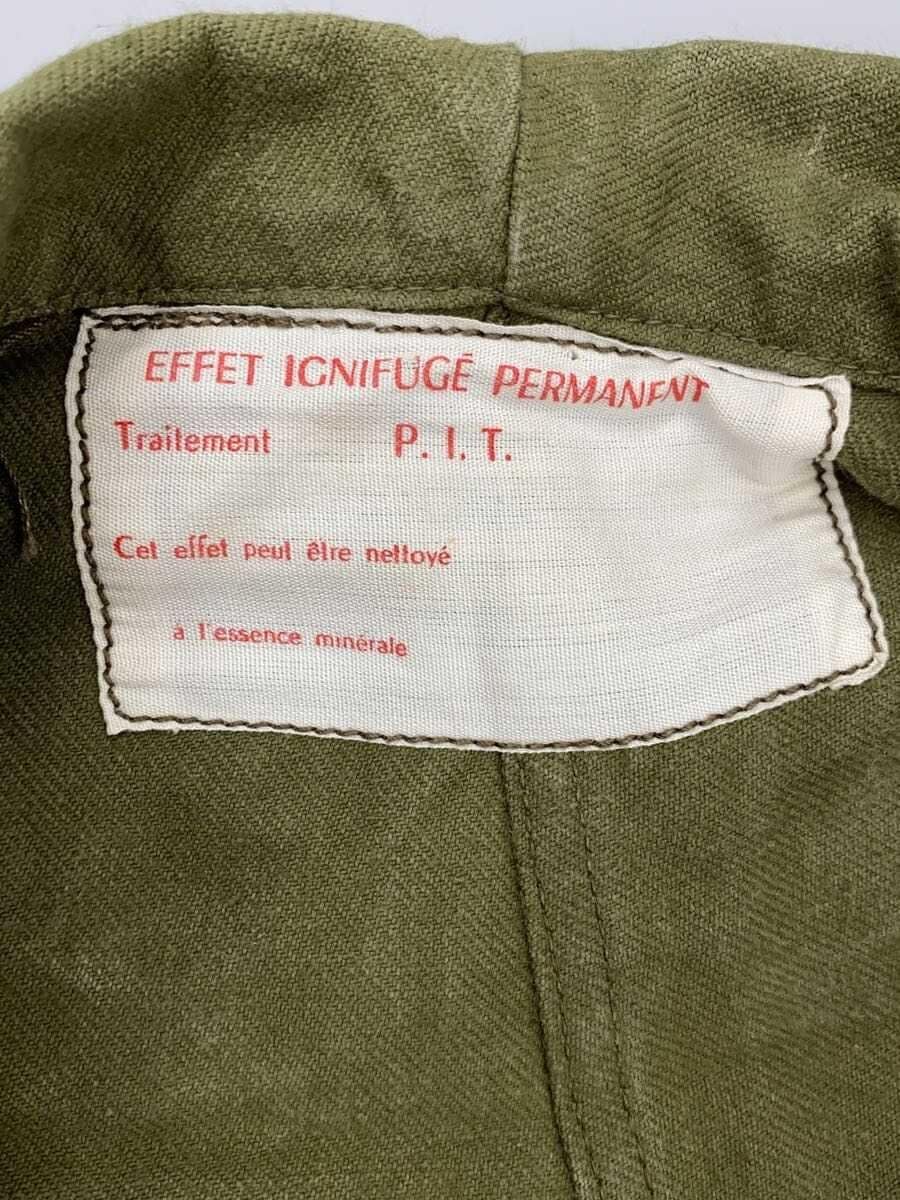 EFFET IGNIFUGÉ PERMANENT
Traitement P. I. T.
Cet effet peut être nettoyé
a l'essence minérale